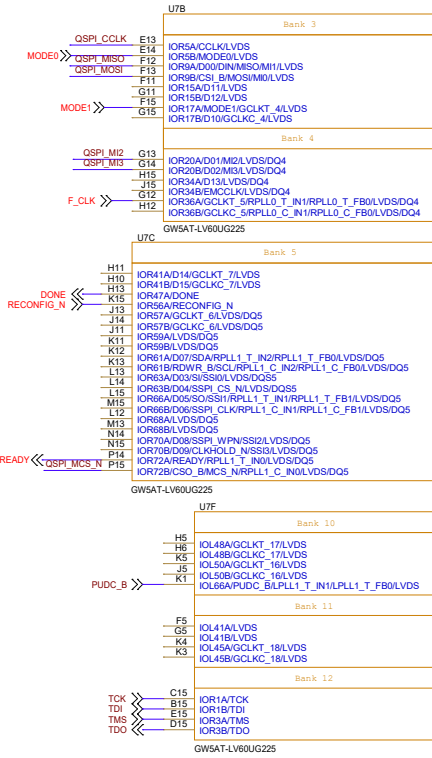 U7B
Bank 3
QSPI_CCLK E13 IOR5A/CCLK/LVDS
MODE0 E14 IOR5B/MODE0/LVDS
QSPI_MISO F12 IOR9A/D00/DIN/MISO/MI1/LVDS
QSPI_MOSI F13 IOR9B/CSI_B/MOSI/MI0/LVDS
F11 IOR15A/D11/LVDS
G11 IOR15B/D12/LVDS
MODE1 F15 IOR17A/MODE1/GCLKT_4/LVDS
G15 IOR17B/D10/GCLKC_4/LVDS
Bank 4
QSPI_MI2 G13 IOR20A/D01/MI2/LVDS/DQ4
QSPI_MI3 G14 IOR20B/D02/MI3/LVDS/DQ4
H15 IOR34A/D13/LVDS/DQ4
J15 IOR34B/EMCCLK/LVDS/DQ4
F_CLK G12 IOR36A/GCLKT_5/RPLL0_T_IN1/RPLL0_T_FB0/LVDS/DQ4
H12 IOR36B/GCLKC_5/RPLL0_C_IN1/RPLL0_C_FB0/LVDS/DQ4
GW5AT-LV60UG225
U7C
Bank 5
H11 IOR41A/D14/GCLKT_7/LVDS
H10 IOR41B/D15/GCLKC_7/LVDS
DONE H13 IOR47A/DONE
RECONFIG_N K15 IOR56A/RECONFIG_N
J13 IOR57A/GCLKT_6/LVDS/DQ5
J14 IOR57B/GCLKC_6/LVDS/DQ5
J11 IOR59A/LVDS/DQ5
K11 IOR59B/LVDS/DQ5
K12 IOR61A/D07/SDA/RPLL1_T_IN2/RPLL1_T_FB0/LVDS/DQ5
K13 IOR61B/RDWR_B/SCL/RPLL1_C_IN2/RPLL1_C_FB0/LVDS/DQ5
L13 IOR63A/D03/SI/SSI0/LVDS/DQS5
L14 IOR63B/D04/SSPI_CS_N/LVDS/DQS5
L15 IOR66A/D05/SO/SSI1/RPLL1_T_IN1/RPLL1_T_FB1/LVDS/DQ5
M15 IOR66B/D06/SSPI_CLK/RPLL1_C_IN1/RPLL1_C_FB1/LVDS/DQ5
L12 IOR68A/LVDS/DQ5
M13 IOR68B/LVDS/DQ5
N14 IOR70A/D08/SSPI_WPN/SSI2/LVDS/DQ5
N15 IOR70B/D09/CLKHOLD_N/SSI3/LVDS/DQ5
READY P14 IOR72A/READY/RPLL1_T_IN0/LVDS/DQ5
QSPI_MCS_N P15 IOR72B/CSO_B/MCS_N/RPLL1_C_IN0/LVDS/DQ5
GW5AT-LV60UG225
U7F
Bank 10
H5 IOL48A/GCLKT_17/LVDS
H6 IOL48B/GCLKC_17/LVDS
K5 IOL50A/GCLKT_16/LVDS
J5 IOL50B/GCLKC_16/LVDS
PUDC_B K1 IOL66A/PUDC_B/LPLL1_T_IN1/LPLL1_T_FB0/LVDS
Bank 11
F5 IOL41A/LVDS
G5 IOL41B/LVDS
K4 IOL45A/GCLKT_18/LVDS
K3 IOL45B/GCLKC_18/LVDS
Bank 12
TCK C15 IOR1A/TCK
TDI B15 IOR1B/TDI
TMS E15 IOR3A/TMS
TDO D15 IOR3B/TDO
GW5AT-LV60UG225